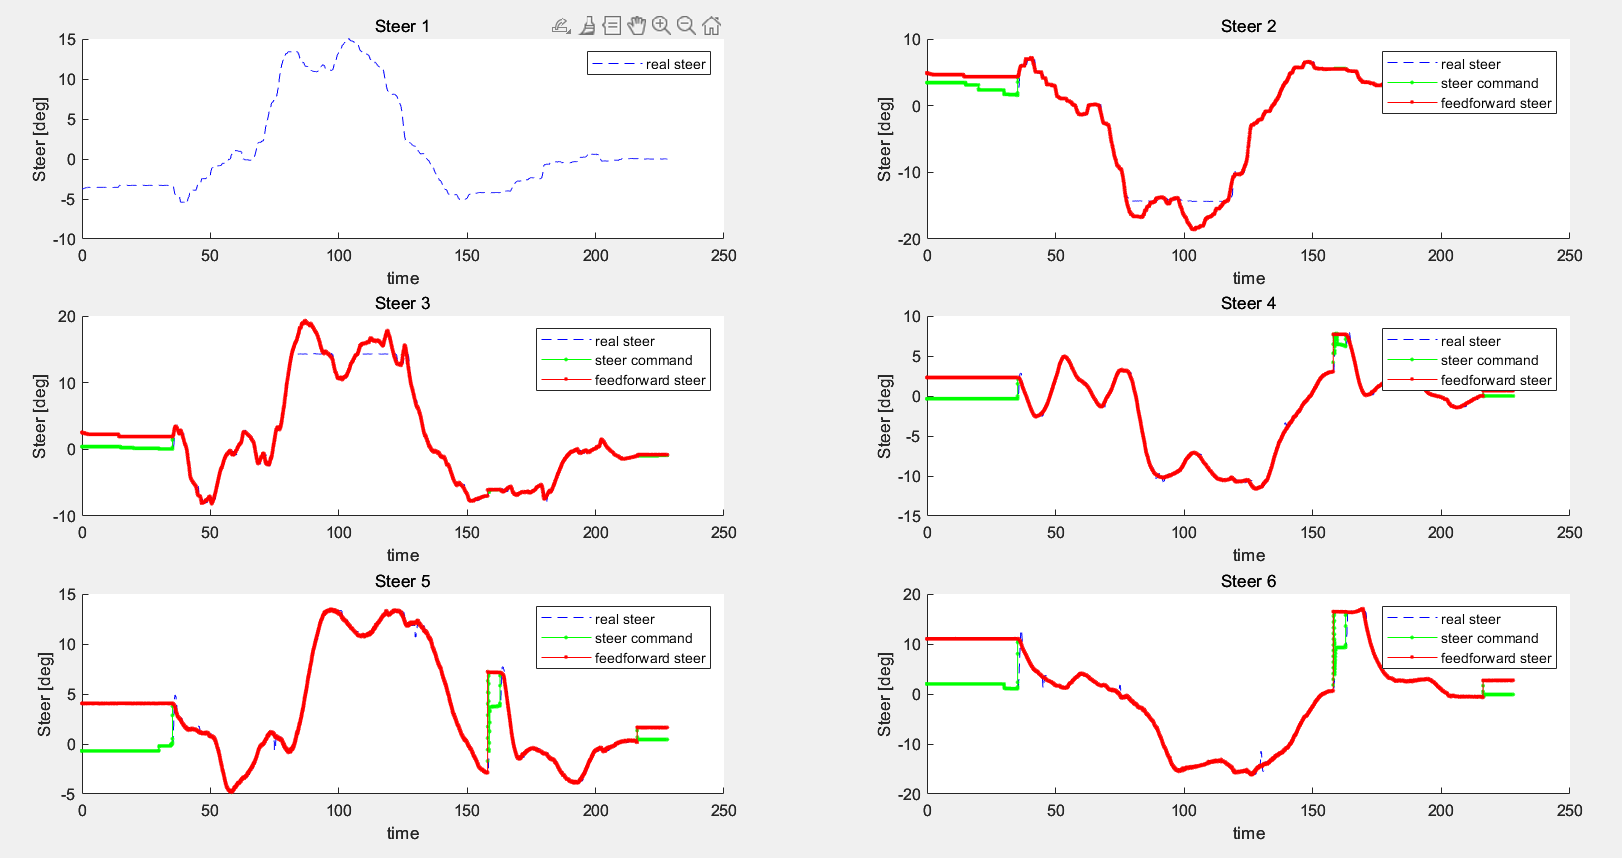 Steer 1
15
10
5
0
-5
-10
Steer [deg]
0 50 100 150 200 250
time
real steer
Steer 2
10
0
-10
-20
Steer [deg]
0 50 100 150 200 250
time
real steer
steer command
feedforward steer
Steer 3
20
10
0
-10
Steer [deg]
0 50 100 150 200 250
time
real steer
steer command
feedforward steer
Steer 4
10
5
0
-5
-10
-15
Steer [deg]
0 50 100 150 200 250
time
real steer
steer command
feedforward steer
Steer 5
15
10
5
0
-5
Steer [deg]
0 50 100 150 200 250
time
real steer
steer command
feedforward steer
Steer 6
20
10
0
-10
-20
Steer [deg]
0 50 100 150 200 250
time
real steer
steer command
feedforward steer